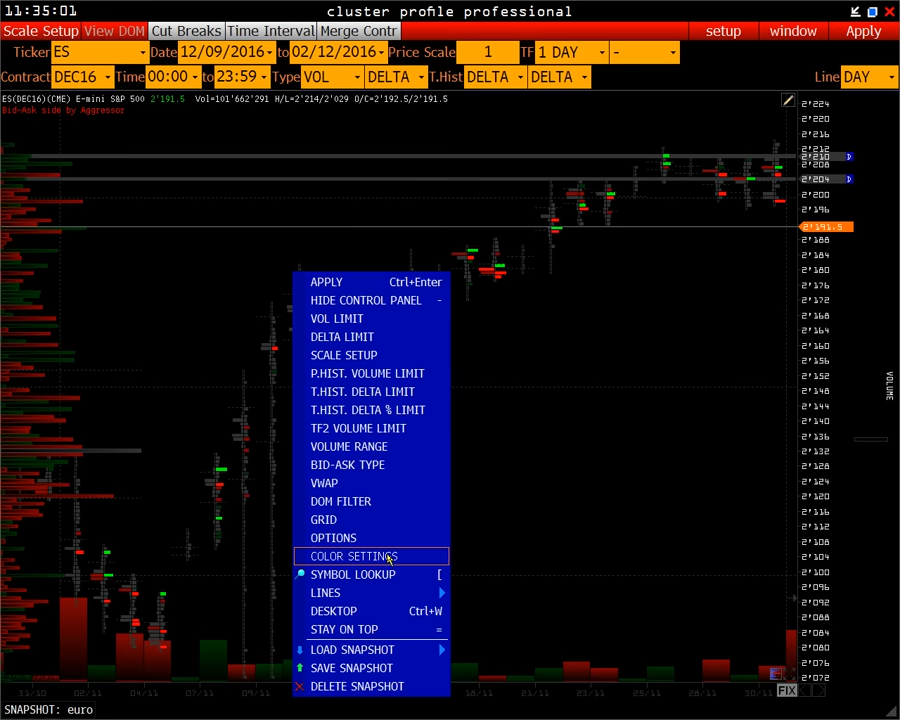 11:35:01
cluster profile professional
Scale Setup View DOM Cut Breaks Time Interval Merge Contr setup window Apply
Ticker ES Date 12/09/2016 to 02/12/2016 Price Scale 1 TF 1 DAY -
Contract DEC16 Time 00:00 to 23:59 Type VOL DELTA T.Hist DELTA DELTA Line DAY
ES(DEC16)(CME) E-mini S&P 500 2'191.5 Vol=101'662'291 H/L=2'214/2'029 O/C=2'192.5/2'191.5
Bid-Ask side by Aggressor
2'224
2'220
2'216
2'212
2'210 D
2'208
2'204 D
2'200
2'196
2'191.5
2'188
2'184
2'180
2'176
2'172
2'168
2'164
2'160
2'156
2'152
2'148
2'144
2'140
2'136
2'132
2'128
2'124
2'120
2'116
2'112
2'108
2'104
2'100
2'096
2'092
2'088
2'084
2'080
2'076
2'072
VOLUME
APPLY Ctrl+Enter
HIDE CONTROL PANEL -
VOL LIMIT
DELTA LIMIT
SCALE SETUP
P.HIST. VOLUME LIMIT
T.HIST. DELTA LIMIT
T.HIST. DELTA % LIMIT
TF2 VOLUME LIMIT
VOLUME RANGE
BID-ASK TYPE
VWAP
DOM FILTER
GRID
OPTIONS
COLOR SETTINGS
SYMBOL LOOKUP [
LINES
DESKTOP Ctrl+W
STAY ON TOP =
LOAD SNAPSHOT
SAVE SNAPSHOT
DELETE SNAPSHOT
31/10 02/11 04/11 07/11 09/11 18/11 22/11 24/11 28/11 30/11
FIX
SNAPSHOT: euro